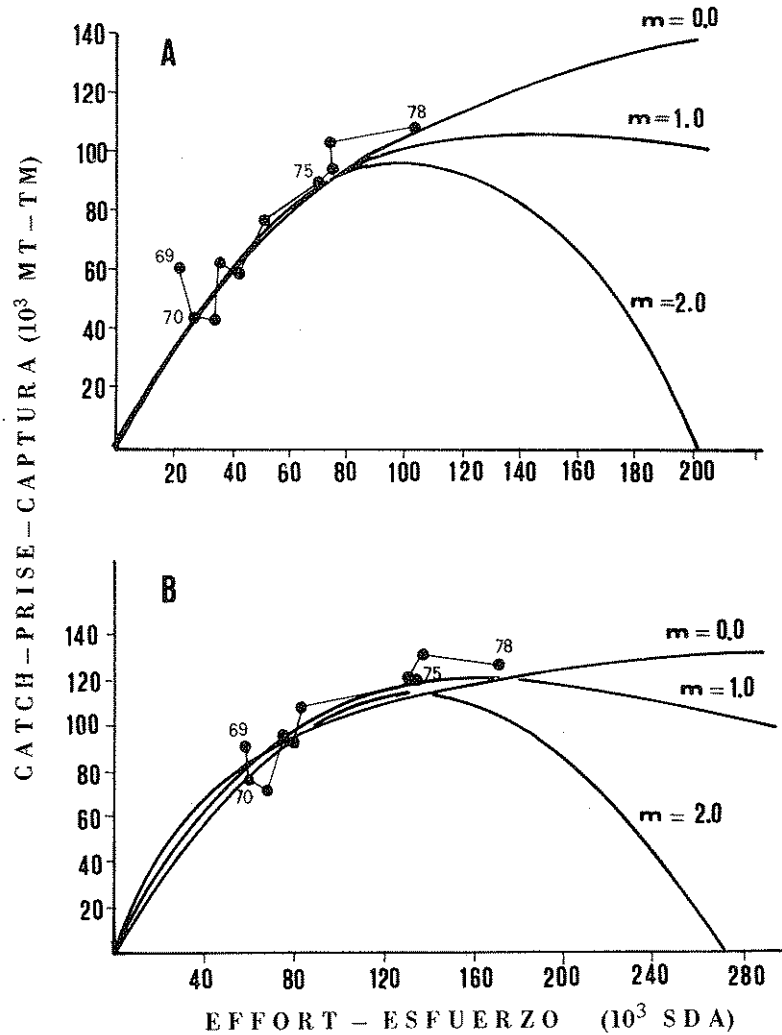 CATCH–PRISE–CAPTURA (10³ MT–TM)
A
140
120
100
80
60
40
20
20 40 60 80 100 120 140 160 180 200
m = 0,0
m = 1.0
m = 2.0
69
70
75
78
B
140
120
100
80
60
40
20
40 80 120 160 200 240 280
m = 0,0
m = 1.0
m = 2.0
69
70
75
78
EFFORT–ESFUERZO (10³ SDA)